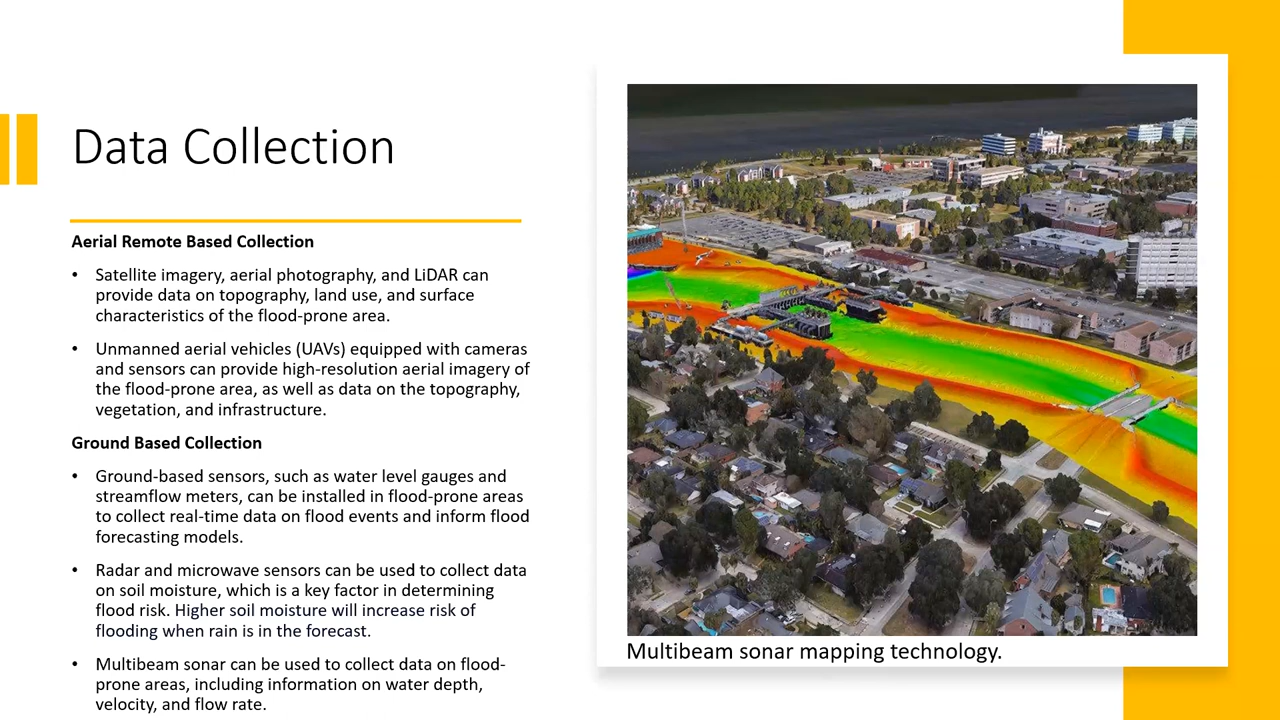 Data Collection
Aerial Remote Based Collection
• Satellite imagery, aerial photography, and LiDAR can
provide data on topography, land use, and surface
characteristics of the flood-prone area.
• Unmanned aerial vehicles (UAVs) equipped with cameras
and sensors can provide high-resolution aerial imagery of
the flood-prone area, as well as data on the topography,
vegetation, and infrastructure.
Ground Based Collection
• Ground-based sensors, such as water level gauges and
streamflow meters, can be installed in flood-prone areas
to collect real-time data on flood events and inform flood
forecasting models.
• Radar and microwave sensors can be used to collect data
on soil moisture, which is a key factor in determining
flood risk. Higher soil moisture will increase risk of
flooding when rain is in the forecast.
• Multibeam sonar can be used to collect data on flood-
prone areas, including information on water depth,
velocity, and flow rate.
Multibeam sonar mapping technology.